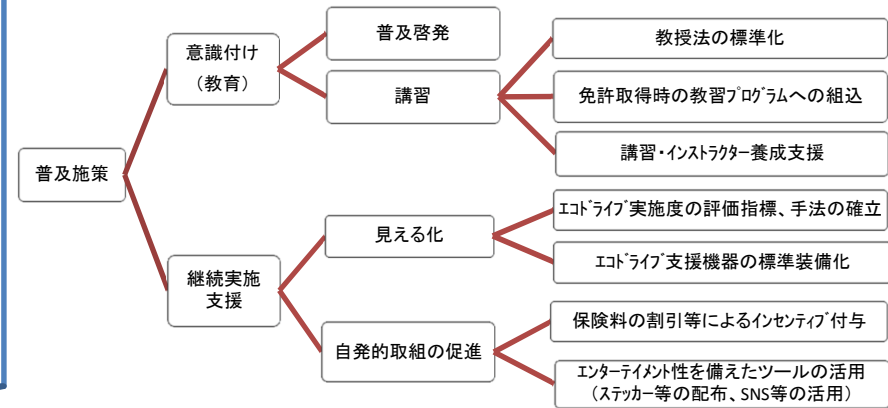 普及施策
意識付け
（教育）
普及啓発
講習
教授法の標準化
免許取得時の教習ﾌﾟﾛｸﾞﾗﾑへの組込
講習・ｲﾝｽﾄﾗｸﾀｰ養成支援
継続実施
支援
見える化
ｴｺﾄﾞﾗｲﾌﾞ実施度の評価指標、手法の確立
ｴｺﾄﾞﾗｲﾌﾞ支援機器の標準装備化
自発的取組の促進
保険料の割引等によるｲﾝｾﾝﾃｨﾌﾞ付与
ｴﾝﾀｰﾃｲﾒﾝﾄ性を備えたツールの活用
（ｽﾃｯｶｰ等の配布、SNS等の活用）